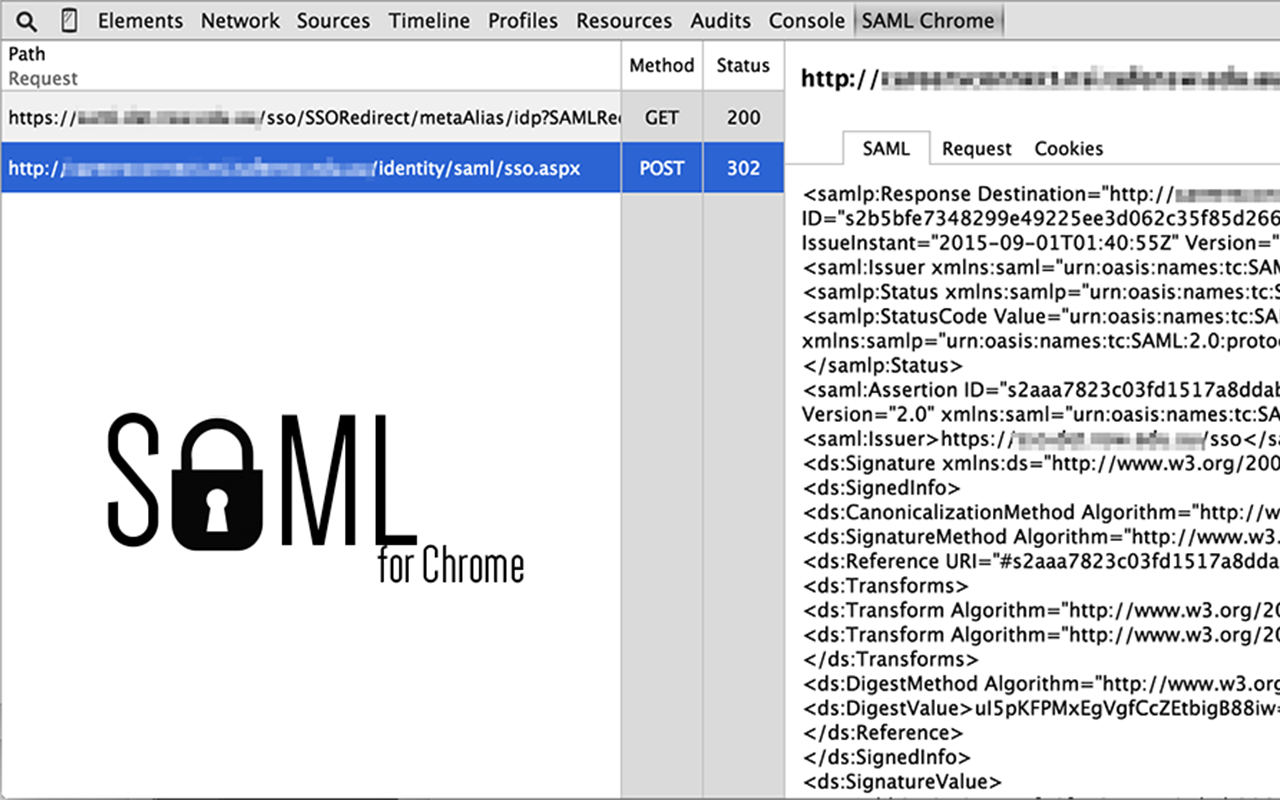 Elements Network Sources Timeline Profiles Resources Audits Console SAML Chrome
Path
Request
Method
Status
https:// /sso/SSORedirect/metaAlias/idp?SAMLRe
GET
200
http:// /identity/saml/sso.aspx
POST
302
SAML
for Chrome
http://
SAML Request Cookies
<samlp:Response Destination="http://
ID="s2b5bfe7348299e49225ee3d062c35f85d266
IssueInstant="2015-09-01T01:40:55Z" Version="
<saml:Issuer xmlns:saml="urn:oasis:names:tc:SAM
<samlp:Status xmlns:samlp="urn:oasis:names:tc:S
<samlp:StatusCode Value="urn:oasis:names:tc:SA
xmlns:samlp="urn:oasis:names:tc:SAML:2.0:proto
</samlp:Status>
<saml:Assertion ID="s2aaa7823c03fd1517a8ddab
Version="2.0" xmlns:saml="urn:oasis:names:tc:SA
<saml:Issuer>https:// /sso</sa
<ds:Signature xmlns:ds="http://www.w3.org/200
<ds:SignedInfo>
<ds:CanonicalizationMethod Algorithm="http://w
<ds:SignatureMethod Algorithm="http://www.w3.
<ds:Reference URI="#s2aaa7823c03fd1517a8dda
<ds:Transforms>
<ds:Transform Algorithm="http://www.w3.org/20
<ds:Transform Algorithm="http://www.w3.org/20
</ds:Transforms>
<ds:DigestMethod Algorithm="http://www.w3.org
<ds:DigestValue>uI5pKFPMxEgVgfCcZEtbigB88iw=
</ds:Reference>
</ds:SignedInfo>
<ds:SignatureValue>